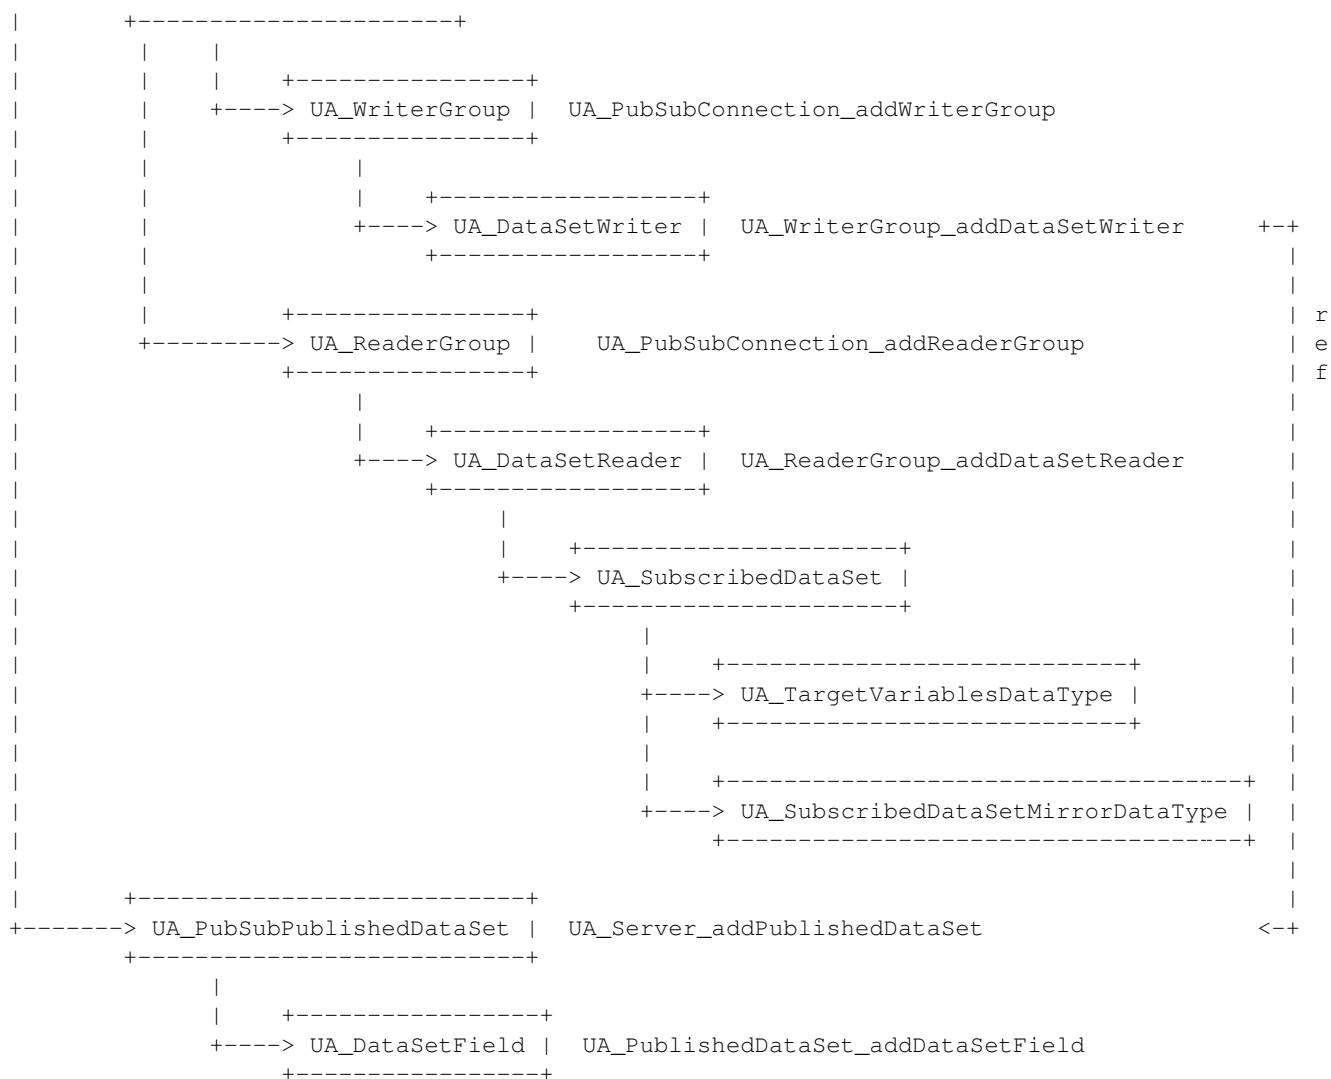 |        +----------------------+
|        |    |
|        |    |    +----------------+
|        |    +----> UA_WriterGroup |  UA_PubSubConnection_addWriterGroup
|        |         +----------------+
|        |              |
|        |              |    +------------------+
|        |              +----> UA_DataSetWriter |  UA_WriterGroup_addDataSetWriter     +-+
|        |                   +------------------+                                        |
|        |                                                                               |
|        |         +----------------+                                                    | r
|        +---------> UA_ReaderGroup |    UA_PubSubConnection_addReaderGroup              | e
|                  +----------------+                                                    | f
|                       |                                                                |
|                       |    +------------------+                                        |
|                       +----> UA_DataSetReader |  UA_ReaderGroup_addDataSetReader       |
|                            +------------------+                                        |
|                                 |                                                      |
|                                 |    +----------------------+                          |
|                                 +----> UA_SubscribedDataSet |                          |
|                                      +----------------------+                          |
|                                           |                                            |
|                                           |    +----------------------------+          |
|                                           +----> UA_TargetVariablesDataType |          |
|                                           |    +----------------------------+          |
|                                           |                                            |
|                                           |    +------------------------------------+  |
|                                           +----> UA_SubscribedDataSetMirrorDataType |  |
|                                                +------------------------------------+  |
|                                                                                        |
|       +---------------------------+                                                    |
+-------> UA_PubSubPublishedDataSet |  UA_Server_addPublishedDataSet                   <-+
        +---------------------------+
              |
              |    +-----------------+
              +----> UA_DataSetField |  UA_PublishedDataSet_addDataSetField
                   +-----------------+